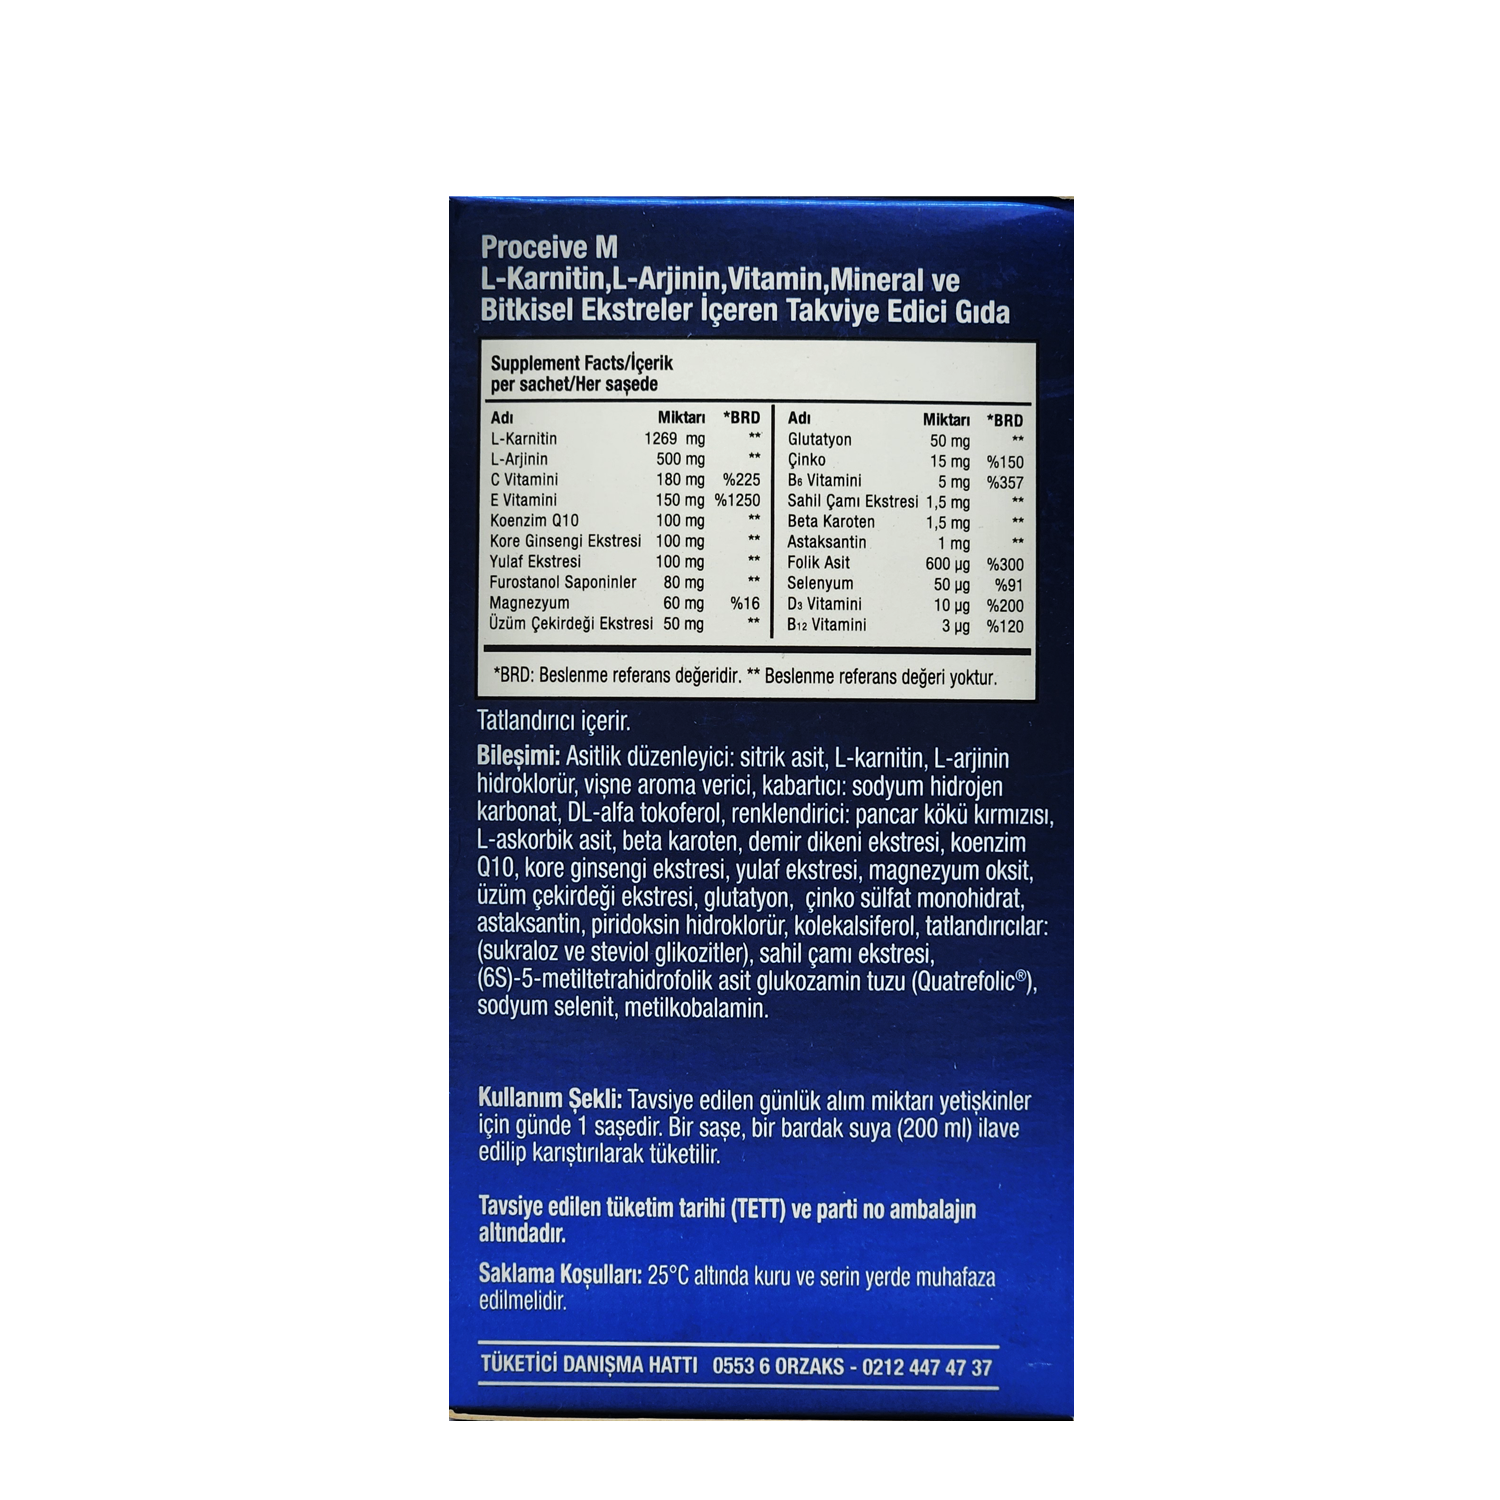 Proceive M
L-Karnitin,L-Arjinin,Vitamin,Mineral ve
Bitkisel Ekstreler İçeren Takviye Edici Gıda
Supplement Facts/İçerik
per sachet/Her saşede
Adı Miktarı *BRD
L-Karnitin 1269 mg **
L-Arjinin 500 mg **
C Vitamini 180 mg %225
E Vitamini 150 mg %1250
Koenzim Q10 100 mg **
Kore Ginsengi Ekstresi 100 mg **
Yulaf Ekstresi 100 mg **
Furostanol Saponinler 80 mg **
Magnezyum 60 mg %16
Üzüm Çekirdeği Ekstresi 50 mg **
Adı Miktarı *BRD
Glutatyon 50 mg **
Çinko 15 mg %150
B6 Vitamini 5 mg %357
Sahil Çamı Ekstresi 1,5 mg **
Beta Karoten 1,5 mg **
Astaksantin 1 mg **
Folik Asit 600 µg %300
Selenyum 50 µg %91
D3 Vitamini 10 µg %200
B12 Vitamini 3 µg %120
*BRD: Beslenme referans değeridir. ** Beslenme referans değeri yoktur.
Tatlandırıcı içerir.
Bileşimi: Asitlik düzenleyici: sitrik asit, L-karnitin, L-arjinin
hidroklorür, vişne aroma verici, kabartıcı: sodyum hidrojen
karbonat, DL-alfa tokoferol, renklendirici: pancar kökü kırmızısı,
L-askorbik asit, beta karoten, demir dikeni ekstresi, koenzim
Q10, kore ginsengi ekstresi, yulaf ekstresi, magnezyum oksit,
üzüm çekirdeği ekstresi, glutatyon, çinko sülfat monohidrat,
astaksantin, piridoksin hidroklorür, kolekalsiferol, tatlandırıcılar:
(sukraloz ve steviol glikozitler), sahil çamı ekstresi,
(6S)-5-metiltetrahidrofolik asit glukozamin tuzu (Quatrefolic®),
sodyum selenit, metilkobalamin.
Kullanım Şekli: Tavsiye edilen günlük alım miktarı yetişkinler
için günde 1 saşedir. Bir saşe, bir bardak suya (200 ml) ilave
edilip karıştırılarak tüketilir.
Tavsiye edilen tüketim tarihi (TETT) ve parti no ambalajın
altındadır.
Saklama Koşulları: 25°C altında kuru ve serin yerde muhafaza
edilmelidir.
TÜKETİCİ DANIŞMA HATTI 0553 6 ORZAKS - 0212 447 47 37